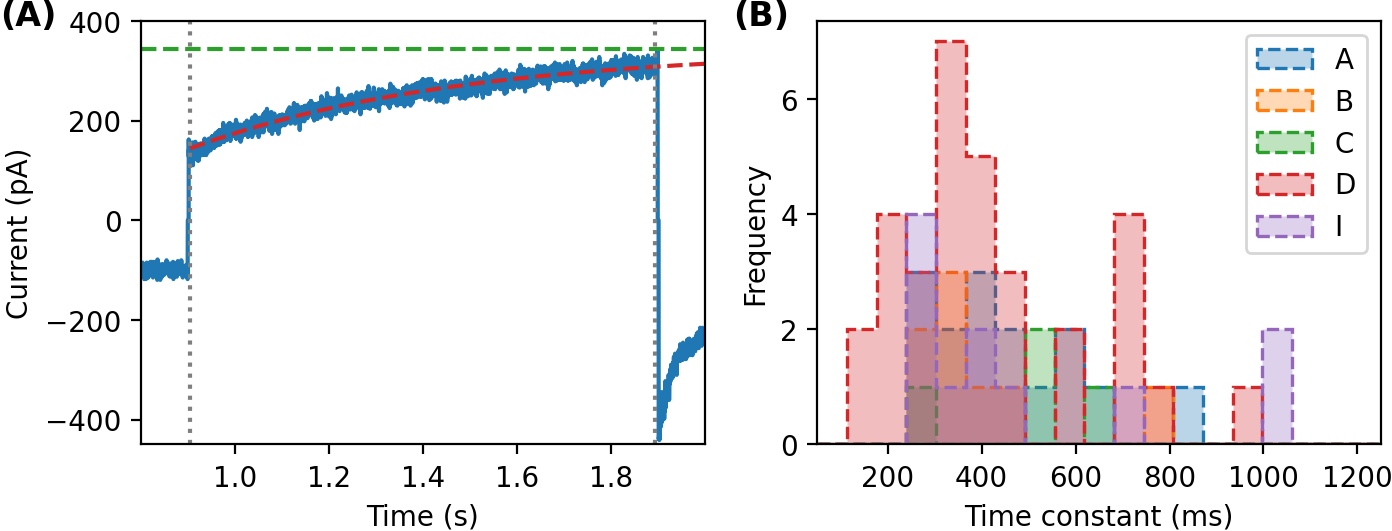 (A)
400
200
0
−200
−400
Current (pA)
1.0 1.2 1.4 1.6 1.8
Time (s)
(B)
6
4
2
0
Frequency
200 400 600 800 1000 1200
Time constant (ms)
A
B
C
D
I